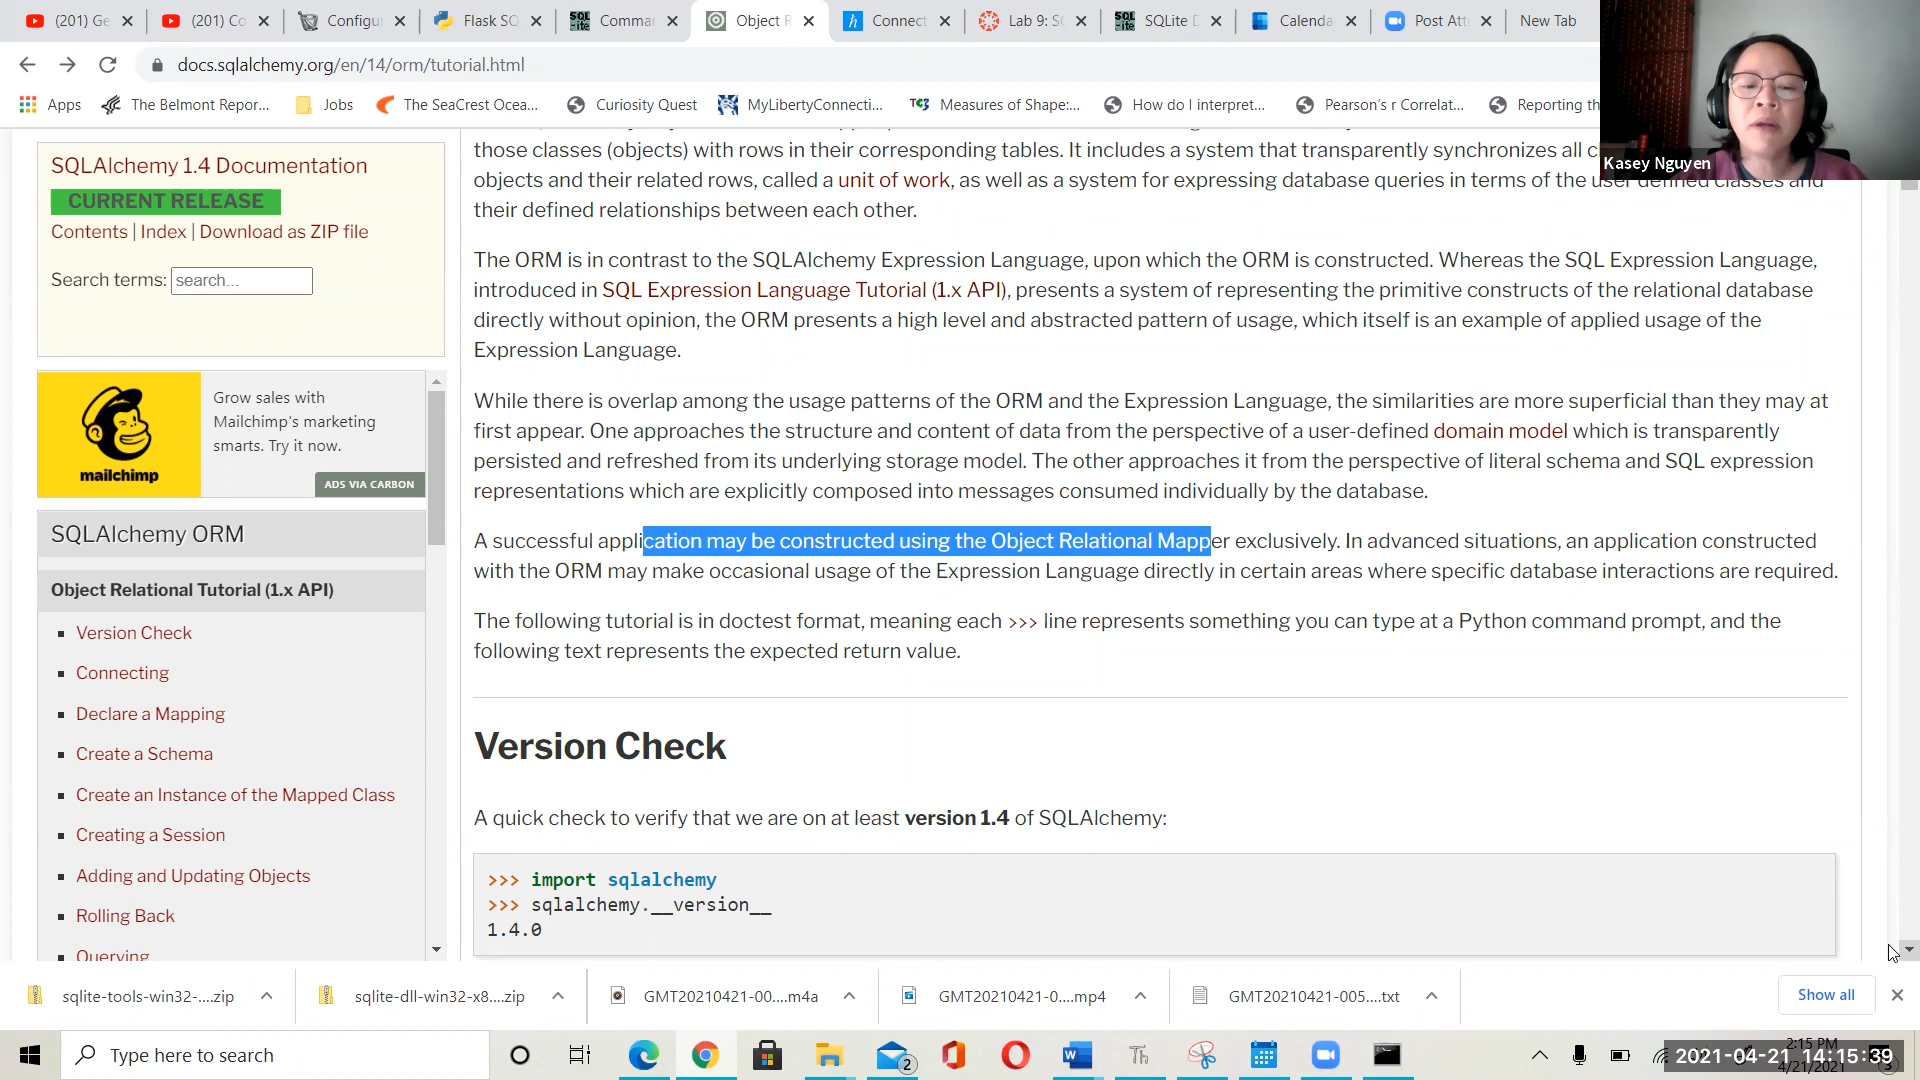 (201) Ge
(201) Co
Configu
Flask SQ
Comman
Object R
Connect
Lab 9: SC
SQLite D
Calenda
Post Att
New Tab
docs.sqlalchemy.org/en/14/orm/tutorial.html
Apps
The Belmont Repor...
Jobs
The SeaCrest Ocea...
Curiosity Quest
MyLibertyConnecti...
Measures of Shape:...
How do I interpret...
Pearson's r Correlat...
Reporting th
Kasey Nguyen
SQLAlchemy 1.4 Documentation
CURRENT RELEASE
Contents | Index | Download as ZIP file
Search terms: search...
Grow sales with
Mailchimp's marketing
smarts. Try it now.
mailchimp
ADS VIA CARBON
SQLAlchemy ORM
Object Relational Tutorial (1.x API)
Version Check
Connecting
Declare a Mapping
Create a Schema
Create an Instance of the Mapped Class
Creating a Session
Adding and Updating Objects
Rolling Back
Querying
those classes (objects) with rows in their corresponding tables. It includes a system that transparently synchronizes all c
objects and their related rows, called a unit of work, as well as a system for expressing database queries in terms of the user defined classes and
their defined relationships between each other.
The ORM is in contrast to the SQLAlchemy Expression Language, upon which the ORM is constructed. Whereas the SQL Expression Language,
introduced in SQL Expression Language Tutorial (1.x API), presents a system of representing the primitive constructs of the relational database
directly without opinion, the ORM presents a high level and abstracted pattern of usage, which itself is an example of applied usage of the
Expression Language.
While there is overlap among the usage patterns of the ORM and the Expression Language, the similarities are more superficial than they may at
first appear. One approaches the structure and content of data from the perspective of a user-defined domain model which is transparently
persisted and refreshed from its underlying storage model. The other approaches it from the perspective of literal schema and SQL expression
representations which are explicitly composed into messages consumed individually by the database.
A successful application may be constructed using the Object Relational Mapper exclusively. In advanced situations, an application constructed
with the ORM may make occasional usage of the Expression Language directly in certain areas where specific database interactions are required.
The following tutorial is in doctest format, meaning each >>> line represents something you can type at a Python command prompt, and the
following text represents the expected return value.
Version Check
A quick check to verify that we are on at least version 1.4 of SQLAlchemy:
>>> import sqlalchemy
>>> sqlalchemy.__version__
1.4.0
sqlite-tools-win32-....zip
sqlite-dll-win32-x8....zip
GMT20210421-00....m4a
GMT20210421-0....mp4
GMT20210421-005....txt
Show all
Type here to search
2
2:15 PM
2021-04-21 14:15:39
4/21/2021
3